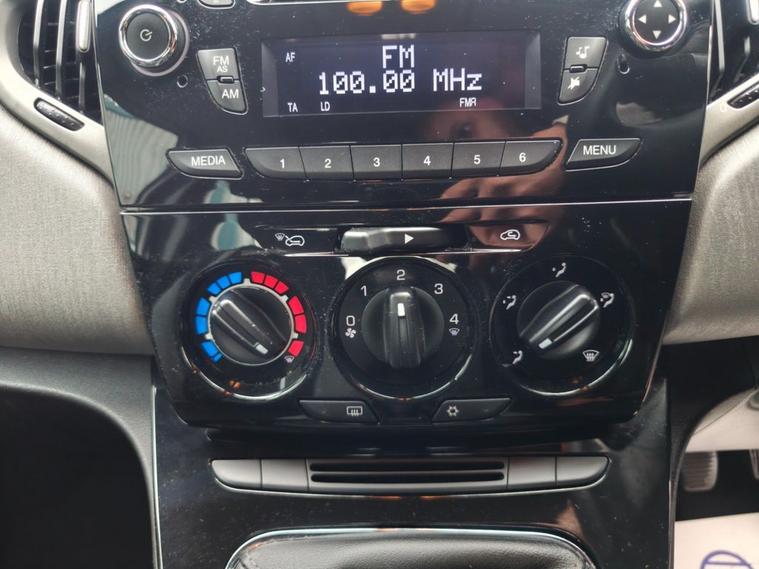 AF FM
100.00 MHz
TA LD FMA
FM
AS
AM
MEDIA 1 2 3 4 5 6 MENU
0 1 2 3 4